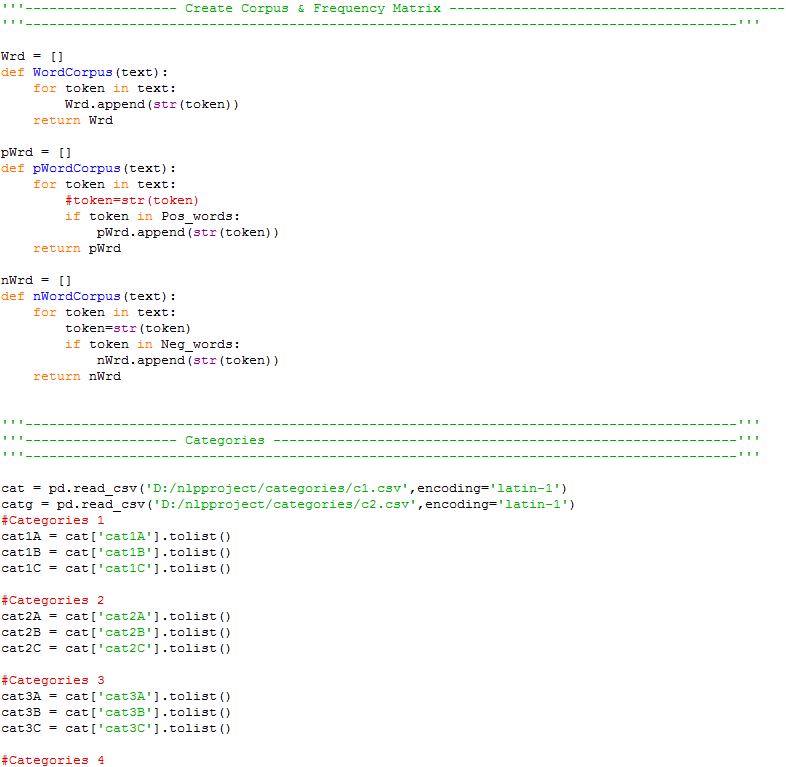 '''------------------- Create Corpus & Frequency Matrix ------------------------------------------
'''-----------------------------------------------------------------------------------------'''
Wrd = []
def WordCorpus(text):
    for token in text:
        Wrd.append(str(token))
    return Wrd
pWrd = []
def pWordCorpus(text):
    for token in text:
        #token=str(token)
        if token in Pos_words:
            pWrd.append(str(token))
    return pWrd
nWrd = []
def nWordCorpus(text):
    for token in text:
        token=str(token)
        if token in Neg_words:
            nWrd.append(str(token))
    return nWrd
'''-----------------------------------------------------------------------------------------'''
'''------------------- Categories ----------------------------------------------------------'''
'''-----------------------------------------------------------------------------------------'''
cat = pd.read_csv('D:/nlpproject/categories/c1.csv',encoding='latin-1')
catg = pd.read_csv('D:/nlpproject/categories/c2.csv',encoding='latin-1')
#Categories 1
cat1A = cat['cat1A'].tolist()
cat1B = cat['cat1B'].tolist()
cat1C = cat['cat1C'].tolist()
#Categories 2
cat2A = cat['cat2A'].tolist()
cat2B = cat['cat2B'].tolist()
cat2C = cat['cat2C'].tolist()
#Categories 3
cat3A = cat['cat3A'].tolist()
cat3B = cat['cat3B'].tolist()
cat3C = cat['cat3C'].tolist()
#Categories 4